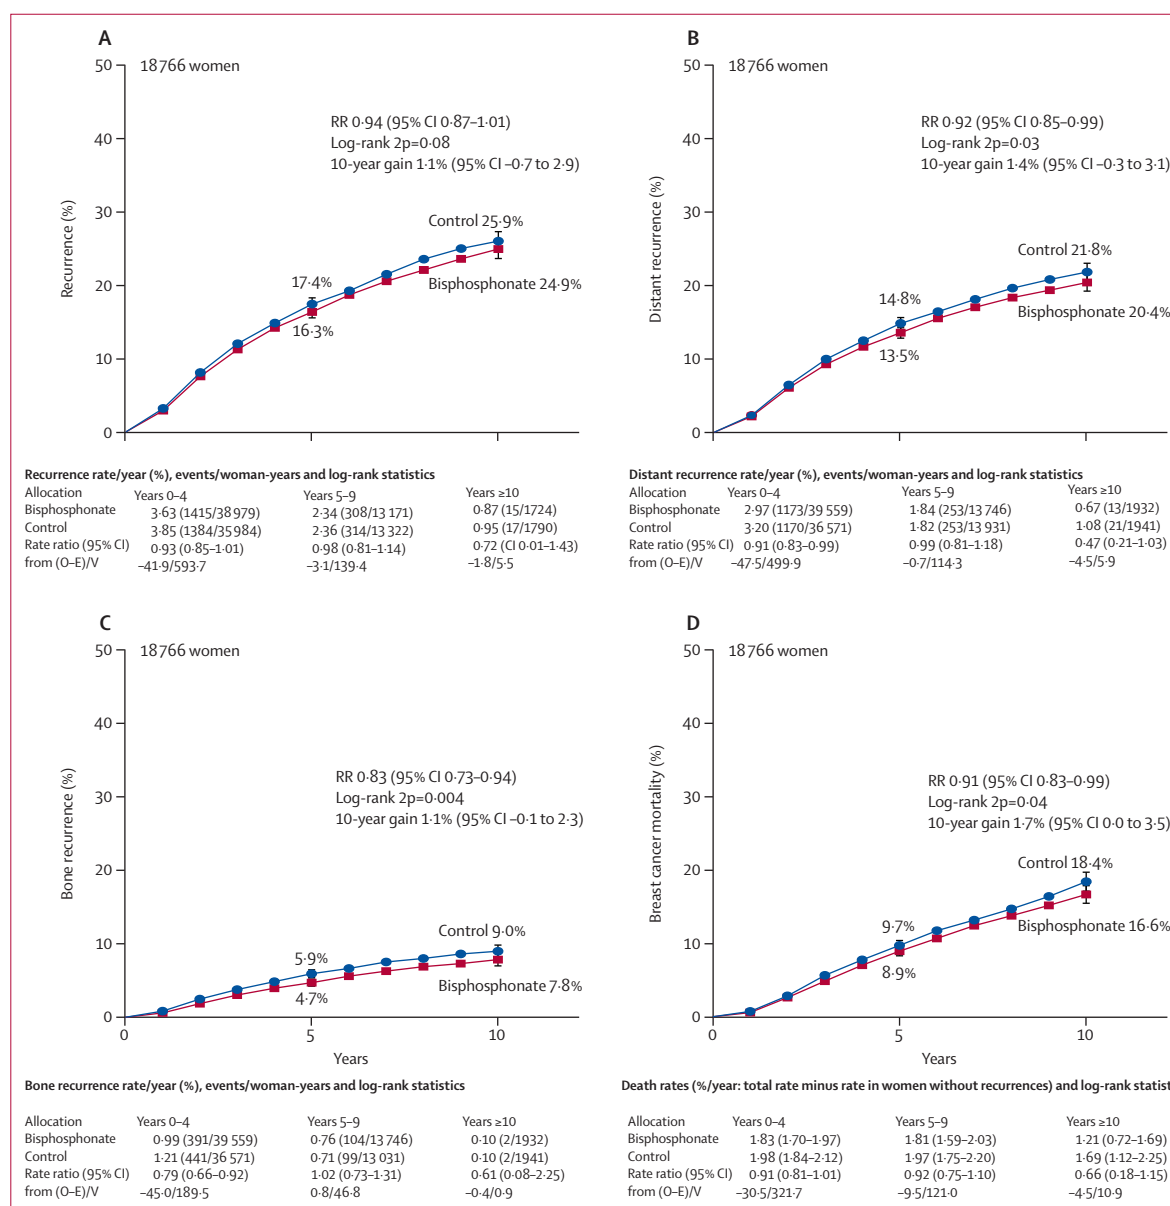 A
50
18 766 women
RR 0·94 (95% CI 0·87–1·01)
Log-rank 2p=0·08
10-year gain 1·1% (95% CI –0·7 to 2·9)
40
30
20
10
0
Recurrence (%)
Control 25·9%
17·4%
Bisphosphonate 24·9%
16·3%
Recurrence rate/year (%), events/woman-years and log-rank statistics
Allocation Years 0–4 Years 5–9 Years ≥10
Bisphosphonate 3·63 (1415/38 979) 2·34 (308/13 171) 0·87 (15/1724)
Control 3·85 (1384/35 984) 2·36 (314/13 322) 0·95 (17/1790)
Rate ratio (95% CI) 0·93 (0·85–1·01) 0·98 (0·81–1·14) 0·72 (CI 0·01–1·43)
from (O–E)/V –41·9/593·7 –3·1/139·4 –1·8/5·5
B
50
18 766 women
RR 0·92 (95% CI 0·85–0·99)
Log-rank 2p=0·03
10-year gain 1·4% (95% CI –0·3 to 3·1)
40
30
20
10
0
Distant recurrence (%)
Control 21·8%
14·8%
Bisphosphonate 20·4%
13·5%
Distant recurrence rate/year (%), events/woman-years and log-rank statistics
Allocation Years 0–4 Years 5–9 Years ≥10
Bisphosphonate 2·97 (1173/39 559) 1·84 (253/13 746) 0·67 (13/1932)
Control 3·20 (1170/36 571) 1·82 (253/13 931) 1·08 (21/1941)
Rate ratio (95% CI) 0·91 (0·83–0·99) 0·99 (0·81–1·18) 0·47 (0·21–1·03)
from (O–E)/V –47·5/499·9 –0·7/114·3 –4·5/5·9
C
50
18 766 women
RR 0·83 (95% CI 0·73–0·94)
Log-rank 2p=0·004
10-year gain 1·1% (95% CI –0·1 to 2·3)
40
30
20
10
0
Bone recurrence (%)
Control 9·0%
5·9%
Bisphosphonate 7·8%
4·7%
0 5 10
Years
Bone recurrence rate/year (%), events/woman-years and log-rank statistics
Allocation Years 0–4 Years 5–9 Years ≥10
Bisphosphonate 0·99 (391/39 559) 0·76 (104/13 746) 0·10 (2/1932)
Control 1·21 (441/36 571) 0·71 (99/13 031) 0·10 (2/1941)
Rate ratio (95% CI) 0·79 (0·66–0·92) 1·02 (0·73–1·31) 0·61 (0·08–2·25)
from (O–E)/V –45·0/189·5 0·8/46·8 –0·4/0·9
D
50
18 766 women
RR 0·91 (95% CI 0·83–0·99)
Log-rank 2p=0·04
10-year gain 1·7% (95% CI 0·0 to 3·5)
40
30
20
10
0
Breast cancer mortality (%)
Control 18·4%
9·7%
Bisphosphonate 16·6%
8·9%
0 5 10
Years
Death rates (%/year: total rate minus rate in women without recurrences) and log-rank statist
Allocation Years 0–4 Years 5–9 Years ≥10
Bisphosphonate 1·83 (1·70–1·97) 1·81 (1·59–2·03) 1·21 (0·72–1·69)
Control 1·98 (1·84–2·12) 1·97 (1·75–2·20) 1·69 (1·12–2·25)
Rate ratio (95% CI) 0·91 (0·81–1·01) 0·92 (0·75–1·10) 0·66 (0·18–1·15)
from (O–E)/V –30·5/321·7 –9·5/121·0 –4·5/10·9